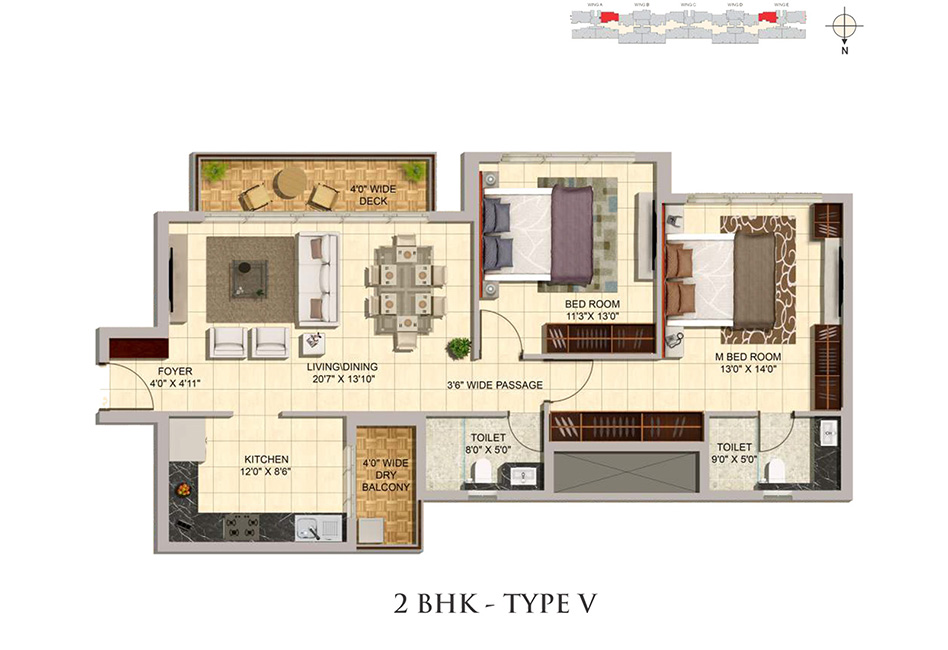 WING A
WING B
WING C
WING D
WING E
N
4'0" WIDE
DECK
BED ROOM
11'3"X 13'0"
M BED ROOM
13'0" X 14'0"
FOYER
4'0" X 4'11"
LIVING\DINING
20'7" X 13'10"
3'6" WIDE PASSAGE
KITCHEN
12'0" X 8'6"
4'0" WIDE
DRY
BALCONY
TOILET
8'0" X 5'0"
TOILET
9'0" X 5'0"
2 BHK - TYPE V